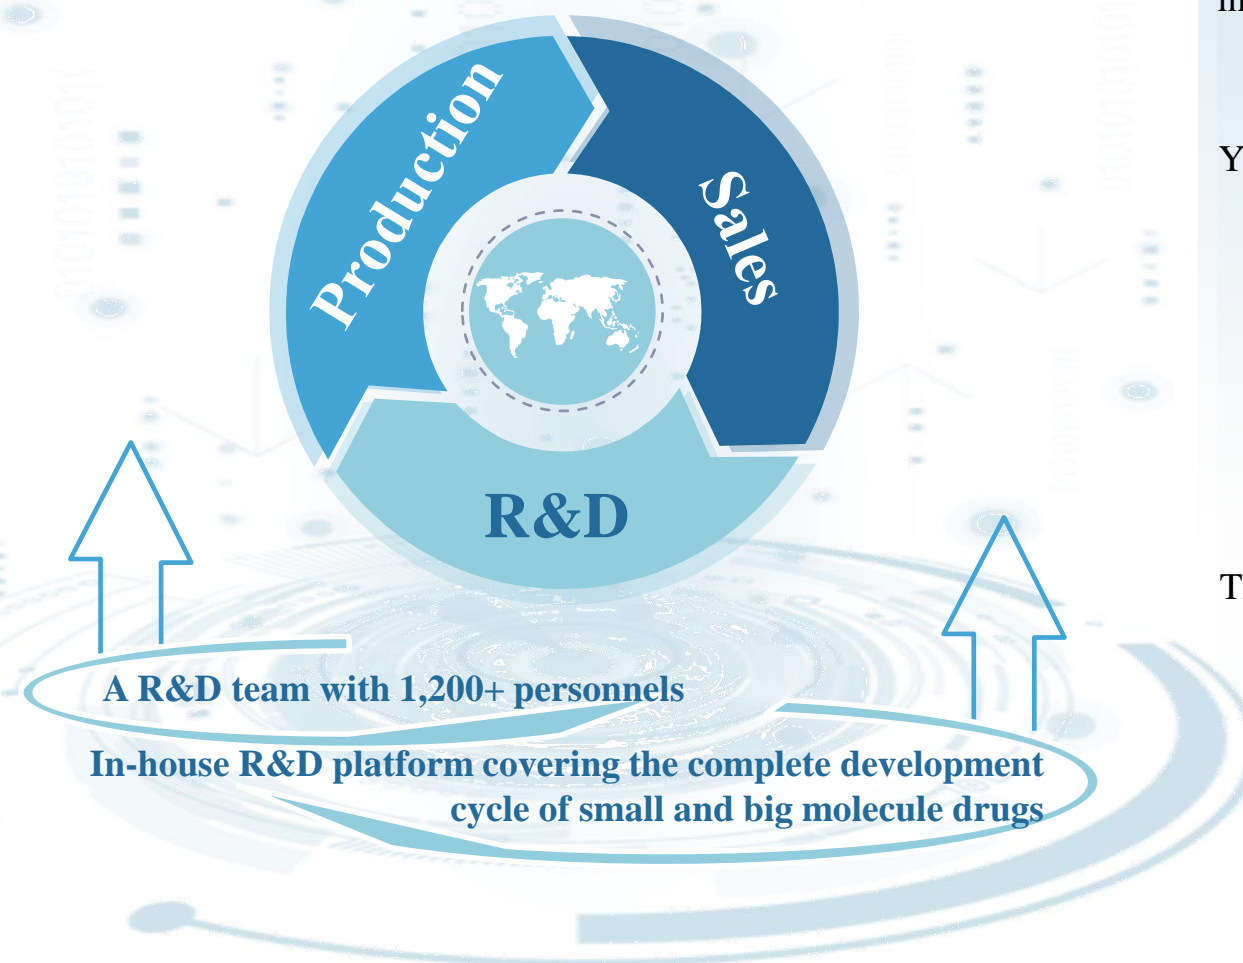 Production
Sales
R&D
A R&D team with 1,200+ personnels
In-house R&D platform covering the complete development
cycle of small and big molecule drugs